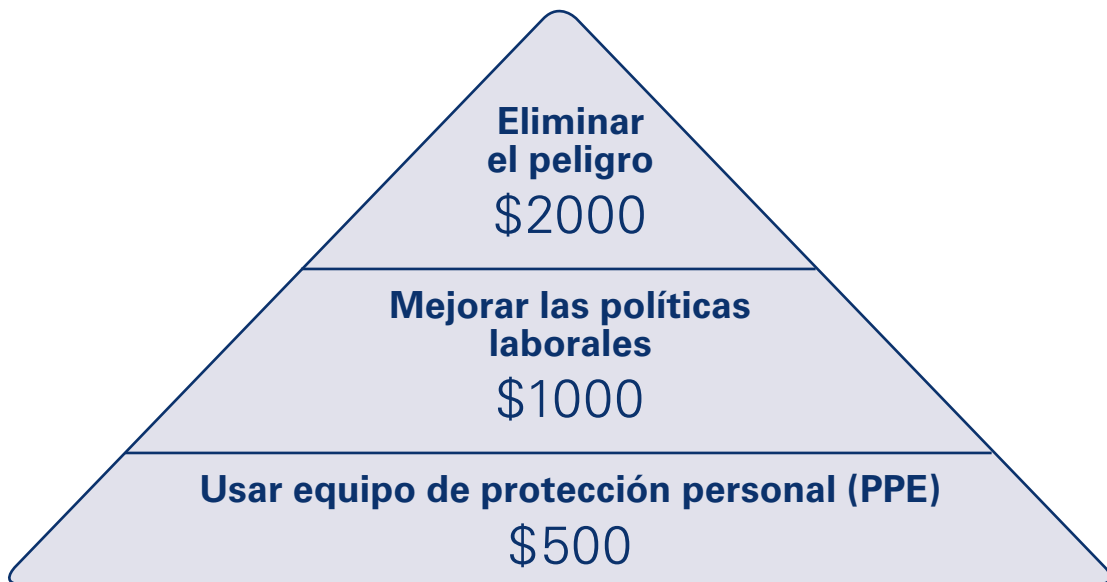 Eliminar
el peligro
$2000
Mejorar las políticas
laborales
$1000
Usar equipo de protección personal (PPE)
$500